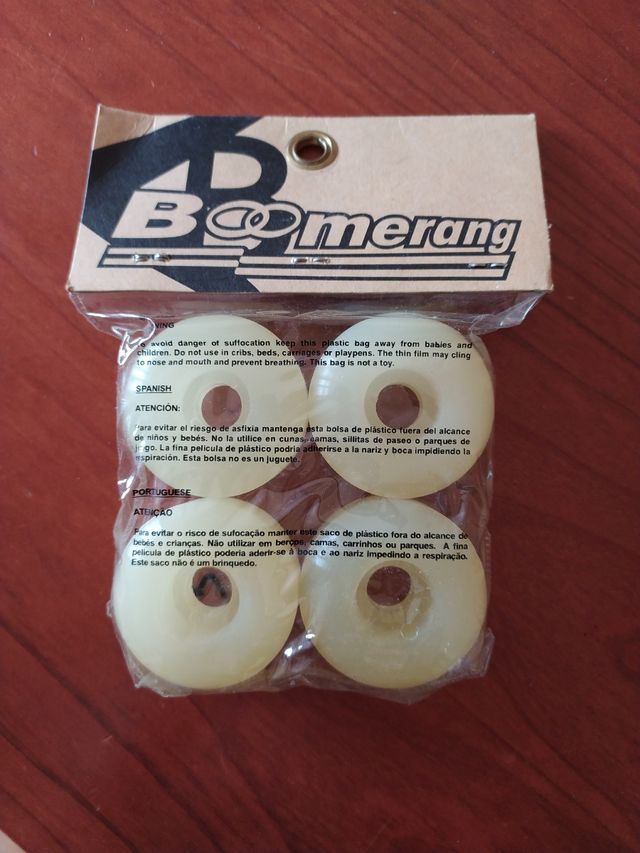 Boomerang
To avoid danger of suffocation keep this plastic bag away from babies and
children. Do not use in cribs, beds, carriages or playpens. The thin film may cling
to nose and mouth and prevent breathing. This bag is not a toy.
SPANISH
ATENCIÓN:
Para evitar el riesgo de asfixia mantenga ésta bolsa de plástico fuera del alcance
de niños y bebés. No la utilice en cunas, camas, sillitas de paseo o parques de
juego. La fina película de plástico podría adherirse a la nariz y boca impidiendo la
respiración. Esta bolsa no es un juguete.
PORTUGUESE
ATENÇÃO
Para evitar o risco de sufocação manter este saco de plástico fora do alcance de
bebés e crianças. Não utilizar em berços, camas, carrinhos ou parques. A fina
película de plástico poderia aderir-se à boca e ao nariz impedindo a respiração.
Este saco não é um brinquedo.